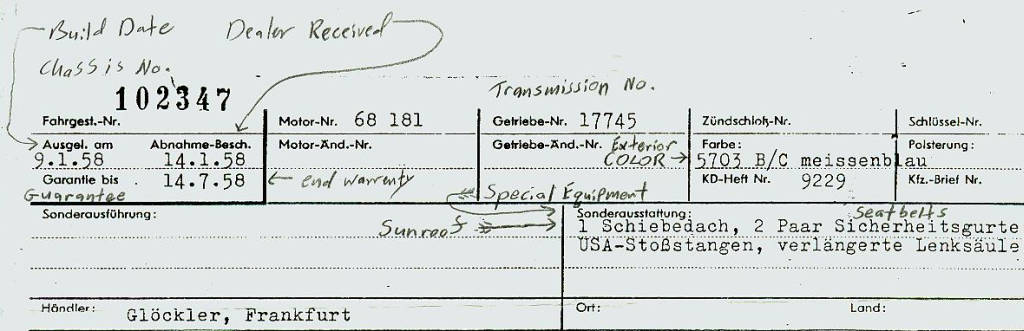 Build Date Dealer Received
Chassis No.
102347
Transmission No.
Fahrgest.-Nr. Motor-Nr. 68 181 Getriebe-Nr. 17745 Zündschloß-Nr. Schlüssel-Nr.
Ausgel. am Abnahme-Besch. Motor-Änd.-Nr. Getriebe-Änd.-Nr. Exterior Farbe: Polsterung:
9.1.58 14.1.58 COLOR 5703 B/C meissenblau
Garantie bis 14.7.58 end warrenty KD-Heft Nr. 9229 Kfz.-Brief Nr.
Guarantee Special Equipment
Sonderausführung: Sonderausstattung: Seatbelts
Sunroof 1 Schiebedach, 2 Paar Sicherheitsgurte
USA-Stoßstangen, verlängerte Lenksäule
Händler: Glöckler, Frankfurt Ort: Land: